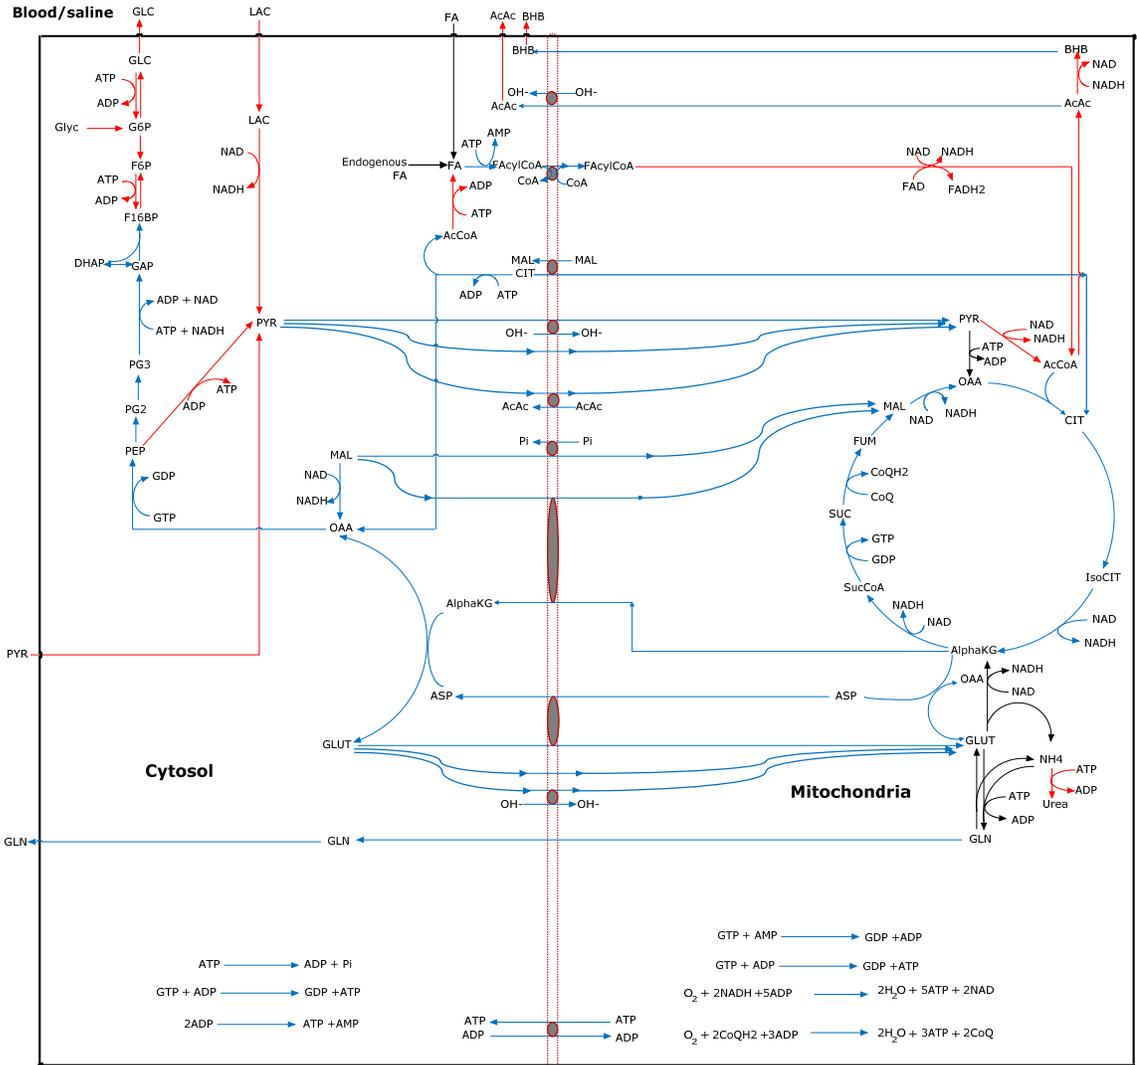 Blood/saline
GLC
LAC
FA
AcAc
BHB
GLC
BHB
BHB
ATP
ADP
NAD
NADH
OH-
OH-
AcAc
AcAc
Glyc
G6P
LAC
AMP
ATP
NAD
NADH
Endogenous
FA
FA
FAcylCoA
FAcylCoA
CoA
CoA
NAD
NADH
FAD
FADH2
F6P
ATP
ADP
F16BP
ADP
ATP
AcCoA
DHAP
GAP
MAL
MAL
CIT
ADP
ATP
ADP + NAD
ATP + NADH
PYR
PYR
OH-
OH-
NAD
NADH
ATP
ADP
AcCoA
OAA
PG3
ATP
ADP
AcAc
AcAc
PG2
MAL
NAD
NADH
CIT
PEP
Pi
Pi
FUM
MAL
GDP
GTP
NAD
NADH
CoQH2
CoQ
SUC
OAA
GTP
GDP
SucCoA
IsoCIT
AlphaKG
NADH
NAD
NAD
NADH
PYR
AlphaKG
OAA
NADH
NAD
ASP
ASP
GLUT
GLUT
Cytosol
Mitochondria
NH4
ATP
ADP
Urea
OH-
OH-
ATP
ADP
GLN
GLN
GLN
ATP
ADP + Pi
GTP + ADP
GDP +ATP
2ADP
ATP +AMP
ATP
ATP
ADP
ADP
GTP + AMP
GDP +ADP
GTP + ADP
GDP +ATP
O2 + 2NADH +5ADP
2H2O + 5ATP + 2NAD
O2 + 2CoQH2 +3ADP
2H2O + 3ATP + 2CoQ